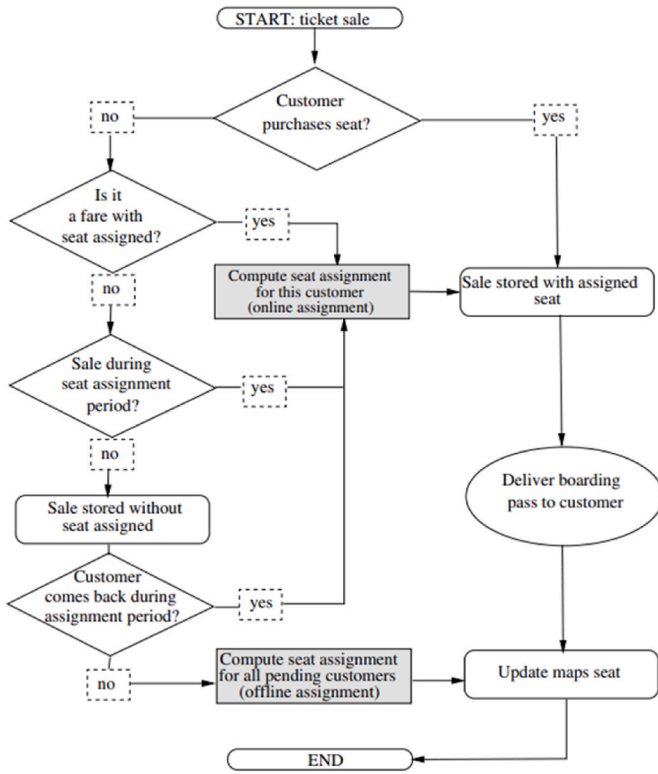 START: ticket sale
Customer
purchases seat?
no
yes
Is it
a fare with
seat assigned?
yes
no
Compute seat assignment
for this customer
(online assignment)
Sale stored with assigned
seat
Sale during
seat assignment
period?
yes
no
Sale stored without
seat assigned
Deliver boarding
pass to customer
Customer
comes back during
assignment period?
yes
no
Compute seat assignment
for all pending customers
(offline assignment)
Update maps seat
END